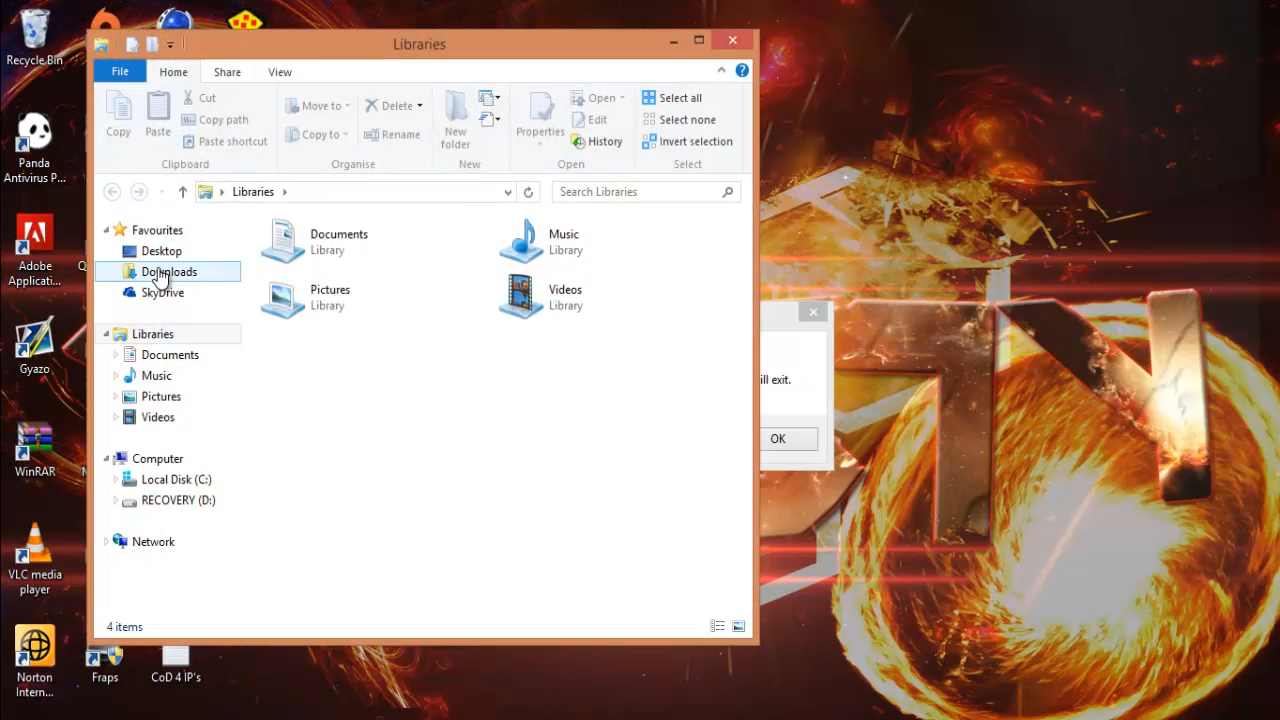 Recycle Bin
Panda
Antivirus P...
Adobe
Applicati...
Gyazo
WinRAR
VLC media
player
Norton
Intern...
Fraps
CoD 4 IP's
Libraries
File
Home
Share
View
Copy
Paste
Cut
Copy path
Paste shortcut
Clipboard
Move to
Copy to
Delete
Rename
Organise
New
folder
New
Properties
Open
Edit
History
Open
Select all
Select none
Invert selection
Select
Libraries
Search Libraries
Favourites
Desktop
Downloads
SkyDrive
Libraries
Documents
Music
Pictures
Videos
Computer
Local Disk (C:)
RECOVERY (D:)
Network
Documents
Library
Music
Library
Pictures
Library
Videos
Library
4 items
ill exit.
OK